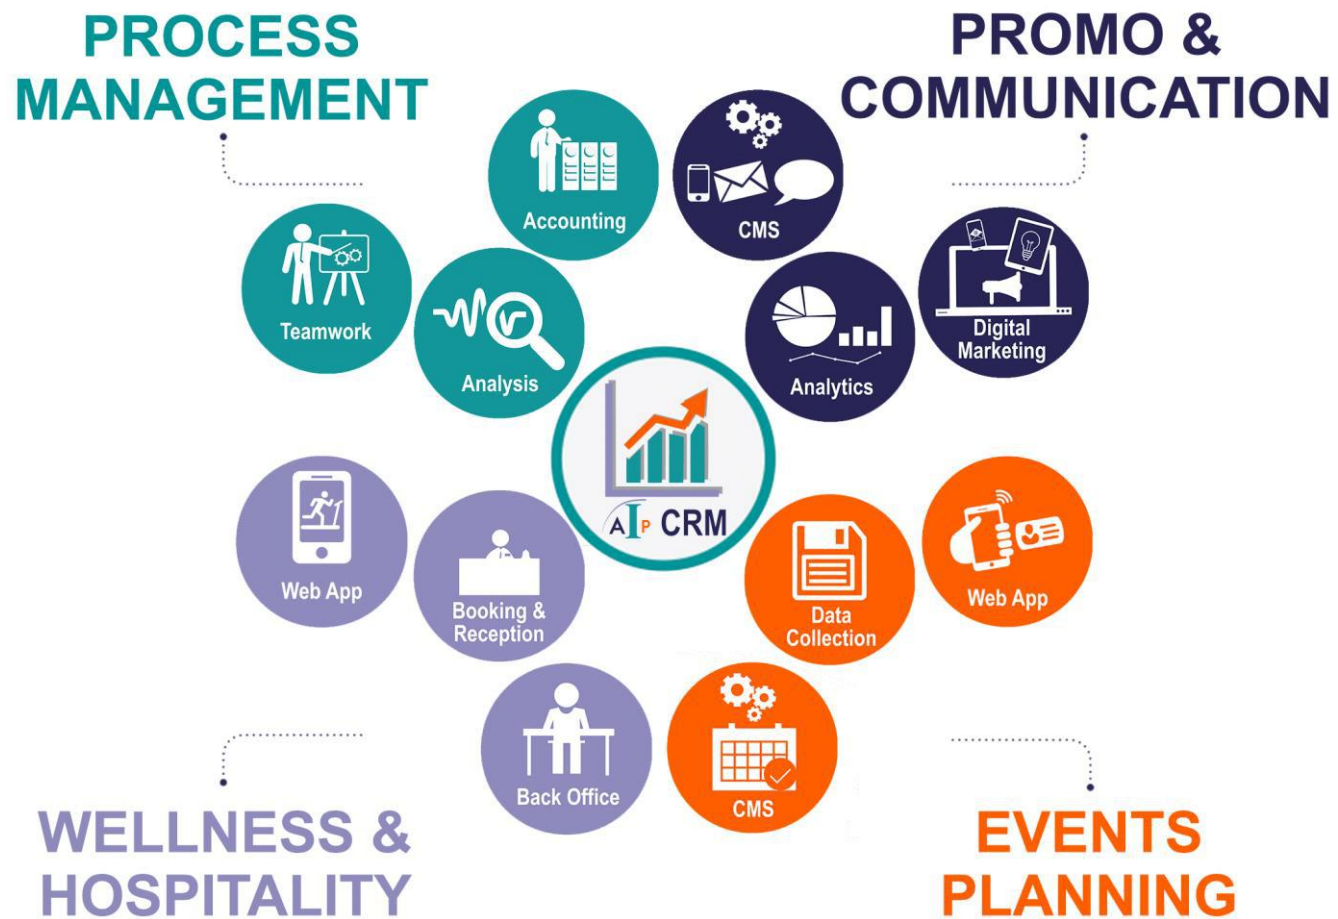 PROCESS
MANAGEMENT
PROMO &
COMMUNICATION
Accounting
CMS
Teamwork
Analysis
Analytics
Digital
Marketing
AIP CRM
Web App
Booking &
Reception
Data
Collection
Web App
Back Office
CMS
WELLNESS &
HOSPITALITY
EVENTS
PLANNING